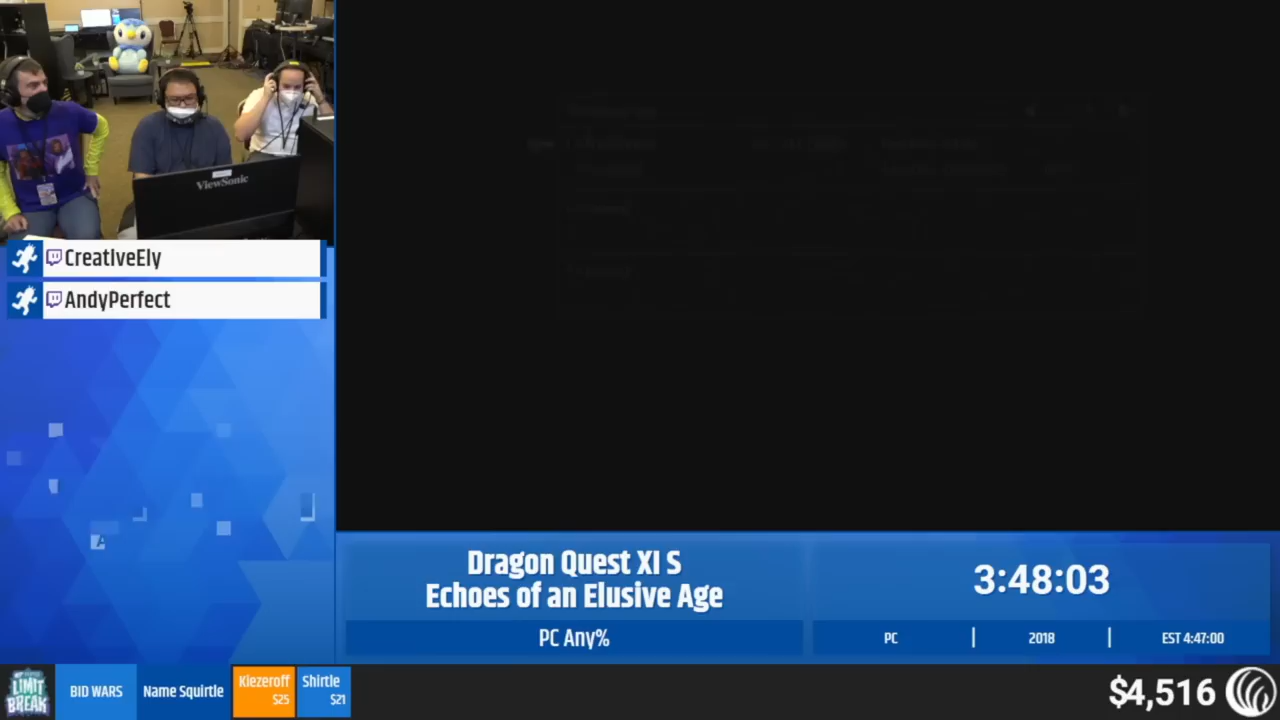 ViewSonic
CreatIveEly
AndyPerfect
Dragon Quest XI S
Echoes of an Elusive Age
PC Any%
3:48:03
PC
2018
EST 4:47:00
LIMIT
BREAK
BID WARS
Name Squirtle
Kiezeroff
$25
Shirtle
$21
$4,516